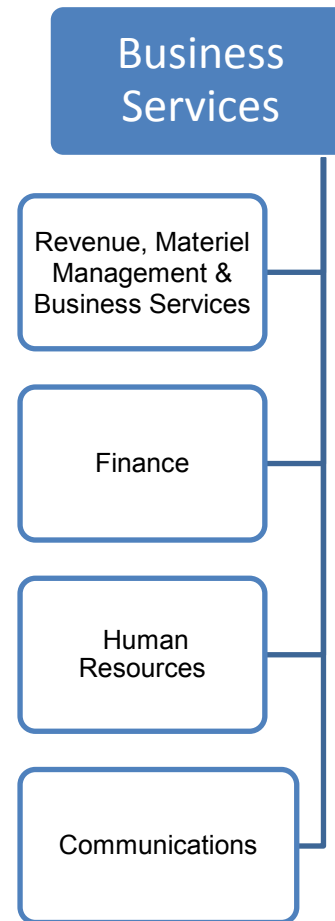 Business
Services
Revenue, Materiel
Management &
Business Services
Finance
Human
Resources
Communications